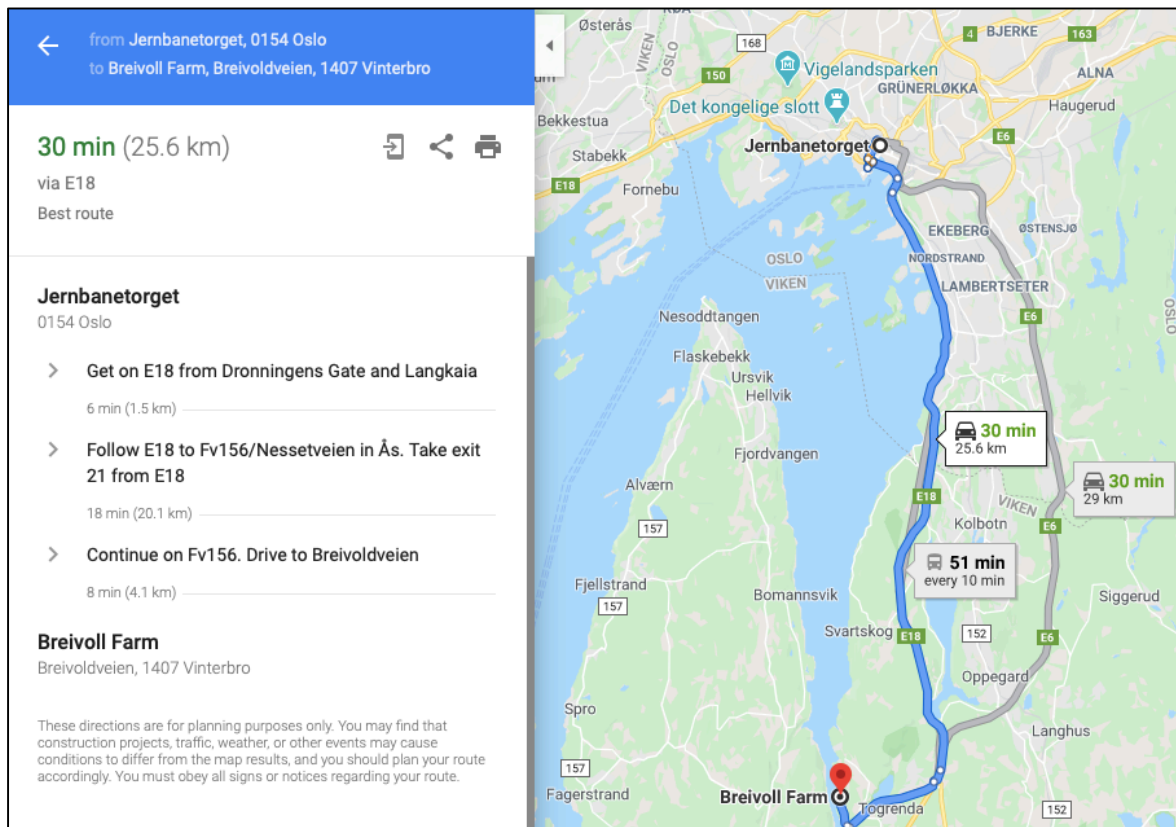 from Jernbanetorget, 0154 Oslo
to Breivoll Farm, Breivoldveien, 1407 Vinterbro
30 min (25.6 km)
via E18
Best route
Jernbanetorget
0154 Oslo
Get on E18 from Dronningens Gate and Langkaia
6 min (1.5 km)
Follow E18 to Fv156/Nessetveien in Ås. Take exit
21 from E18
18 min (20.1 km)
Continue on Fv156. Drive to Breivoldveien
8 min (4.1 km)
Breivoll Farm
Breivoldveien, 1407 Vinterbro
These directions are for planning purposes only. You may find that
construction projects, traffic, weather, or other events may cause
conditions to differ from the map results, and you should plan your route
accordingly. You must obey all signs or notices regarding your route.
Østerås
VIKEN
OSLO
168
4
BJERKE
163
150
Vigelandsparken
GRÜNERLØKKA
ALNA
Haugerud
Det kongelige slott
Bekkestua
E6
Stabekk
Jernbanetorget
E18
Fornebu
EKEBERG
ØSTENSJØ
OSLO
NORDSTRAND
VIKEN
LAMBERTSETER
OSLO
Nesoddtangen
E6
Flaskebekk
Ursvik
Hellvik
30 min
25.6 km
Fjordvangen
30 min
29 km
Alværn
E18
VIKEN
157
Kolbotn
E6
51 min
every 10 min
Fjellstrand
Bomannsvik
Siggerud
157
Svartskog
E18
152
E6
Oppegard
Spro
Langhus
157
Breivoll Farm
Fagerstrand
Togrenda
152